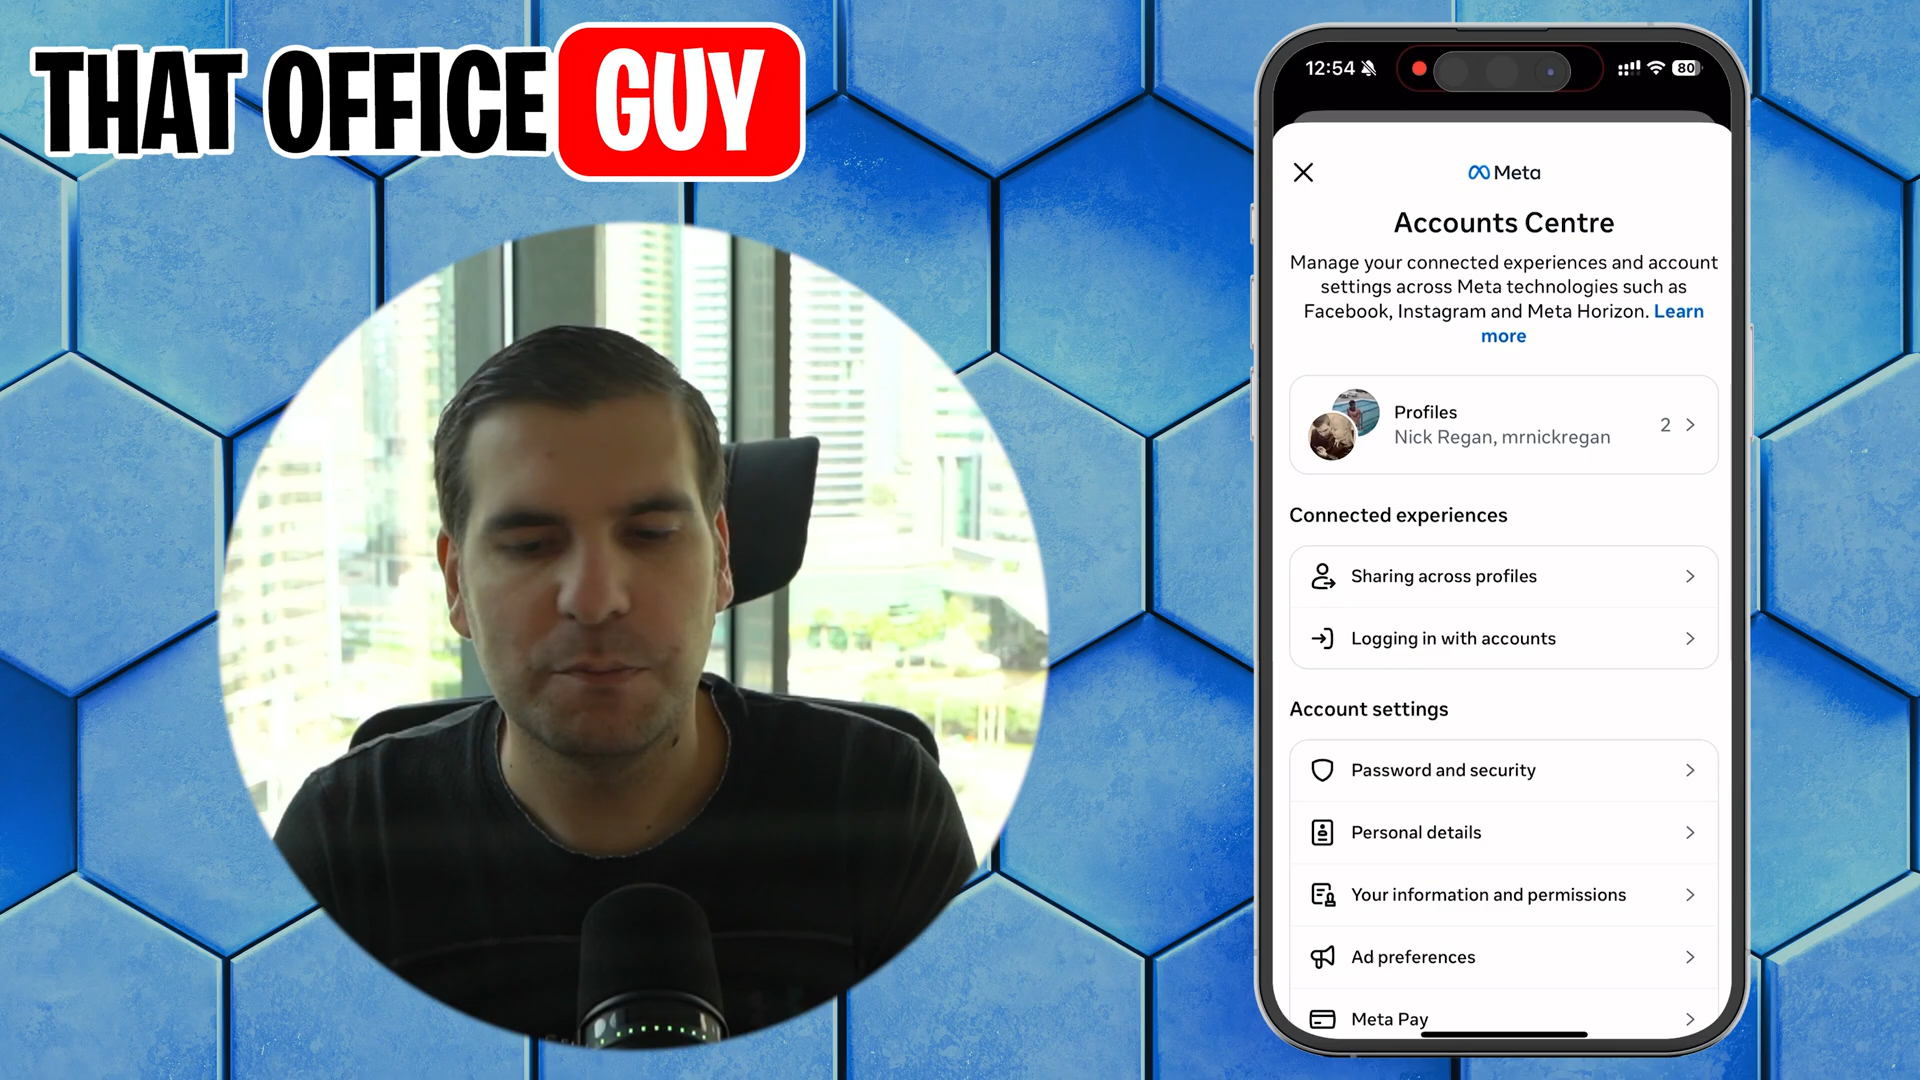 THAT OFFICE GUY
12:54
80
Meta
Accounts Centre
Manage your connected experiences and account
settings across Meta technologies such as
Facebook, Instagram and Meta Horizon. Learn
more
Profiles
Nick Regan, mrnickregan
2
Connected experiences
Sharing across profiles
Logging in with accounts
Account settings
Password and security
Personal details
Your information and permissions
Ad preferences
Meta Pay